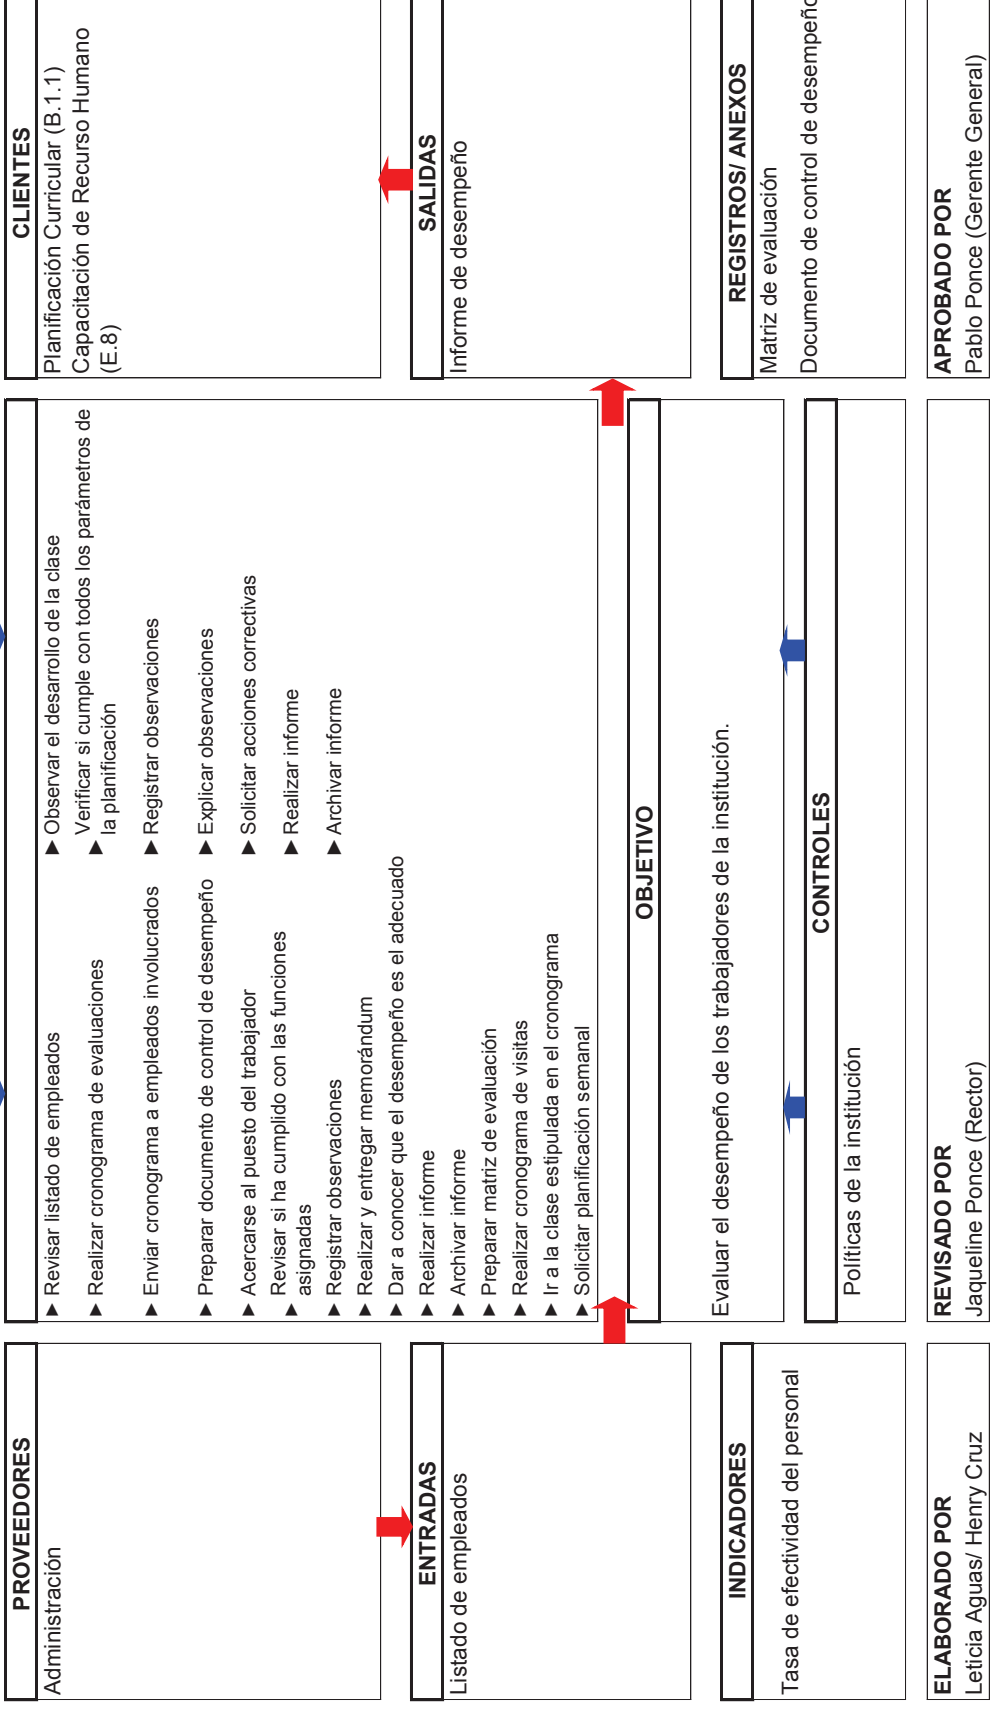 PROVEEDORES
Administración
ENTRADAS
Listado de empleados
INDICADORES
Tasa de efectividad del personal
ELABORADO POR
Leticia Aguas/ Henry Cruz
► Revisar listado de empleados
► Realizar cronograma de evaluaciones
► Enviar cronograma a empleados involucrados
► Preparar documento de control de desempeño
► Acercarse al puesto del trabajador
► Revisar si ha cumplido con las funciones
asignadas
► Registrar observaciones
► Realizar y entregar memorándum
► Dar a conocer que el desempeño es el adecuado
► Realizar informe
► Archivar informe
► Preparar matriz de evaluación
► Realizar cronograma de visitas
► Ir a la clase estipulada en el cronograma
► Solicitar planificación semanal
► Observar el desarrollo de la clase
► Verificar si cumple con todos los parámetros de
la planificación
► Registrar observaciones
► Explicar observaciones
► Solicitar acciones correctivas
► Realizar informe
► Archivar informe
OBJETIVO
Evaluar el desempeño de los trabajadores de la institución.
CONTROLES
Políticas de la institución
REVISADO POR
Jaqueline Ponce (Rector)
CLIENTES
Planificación Curricular (B.1.1)
Capacitación de Recurso Humano
(E.8)
SALIDAS
Informe de desempeño
REGISTROS/ ANEXOS
Matriz de evaluación
Documento de control de desempeño
APROBADO POR
Pablo Ponce (Gerente General)